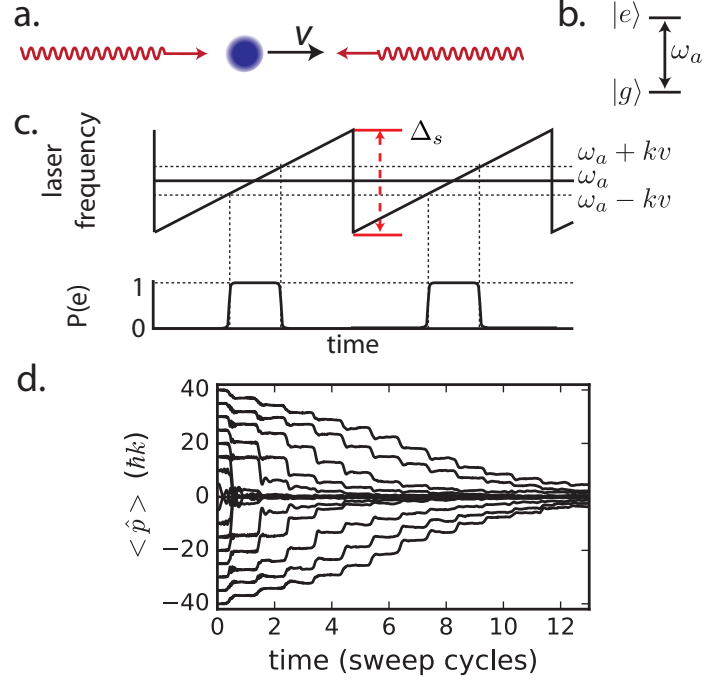 a.
v
b.
|e⟩
ω_a
|g⟩
c.
laser frequency
Δ_s
ω_a + kv
ω_a
ω_a − kv
P(e)
1
0
time
d.
< p̂ > (ħk)
40
20
0
−20
−40
0 2 4 6 8 10 12
time (sweep cycles)